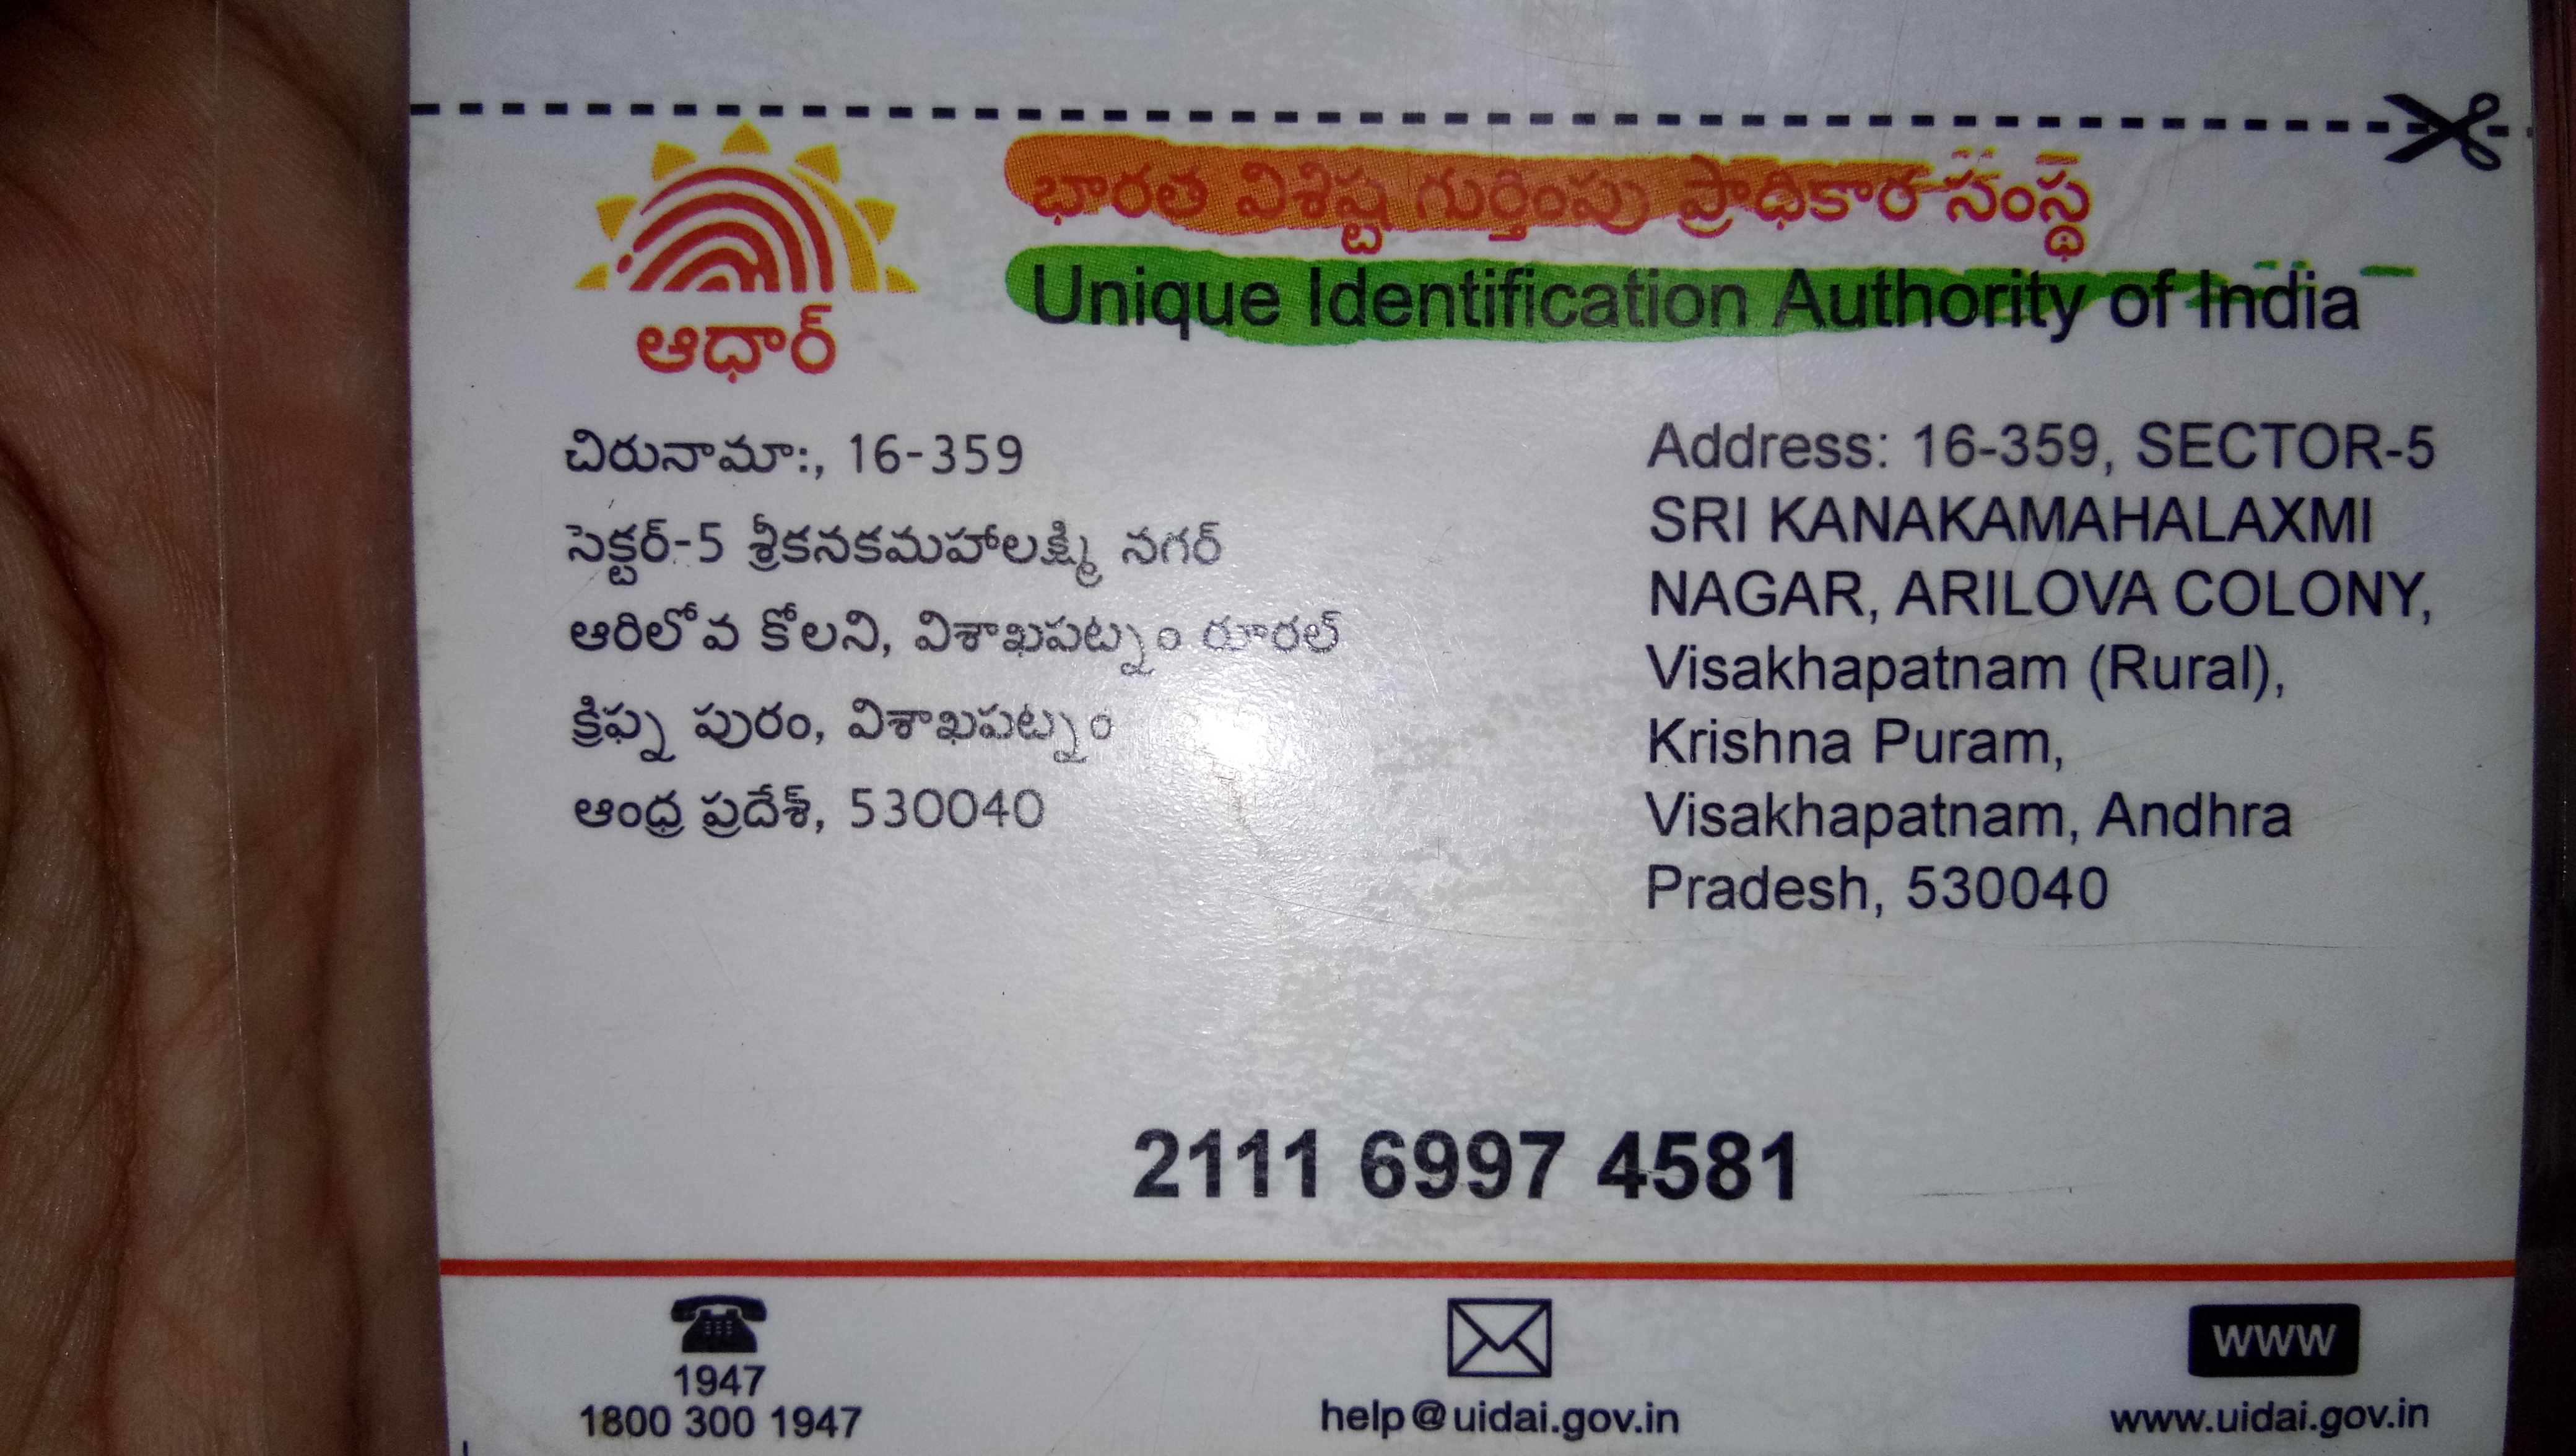 ఆధార్
భారత విశిష్ట గుర్తింపు ప్రాధికార సంస్థ
Unique Identification Authority of India
చిరునామా:, 16-359
సెక్టర్-5 శ్రీకనకమహాలక్ష్మి నగర్
ఆరిలోవ కోలని, విశాఖపట్నం రూరల్
క్రిష్న పురం, విశాఖపట్నం
ఆంధ్ర ప్రదేశ్, 530040
Address: 16-359, SECTOR-5
SRI KANAKAMAHALAXMI
NAGAR, ARILOVA COLONY,
Visakhapatnam (Rural),
Krishna Puram,
Visakhapatnam, Andhra
Pradesh, 530040
2111 6997 4581
1947
1800 300 1947
help@uidai.gov.in
www
www.uidai.gov.in